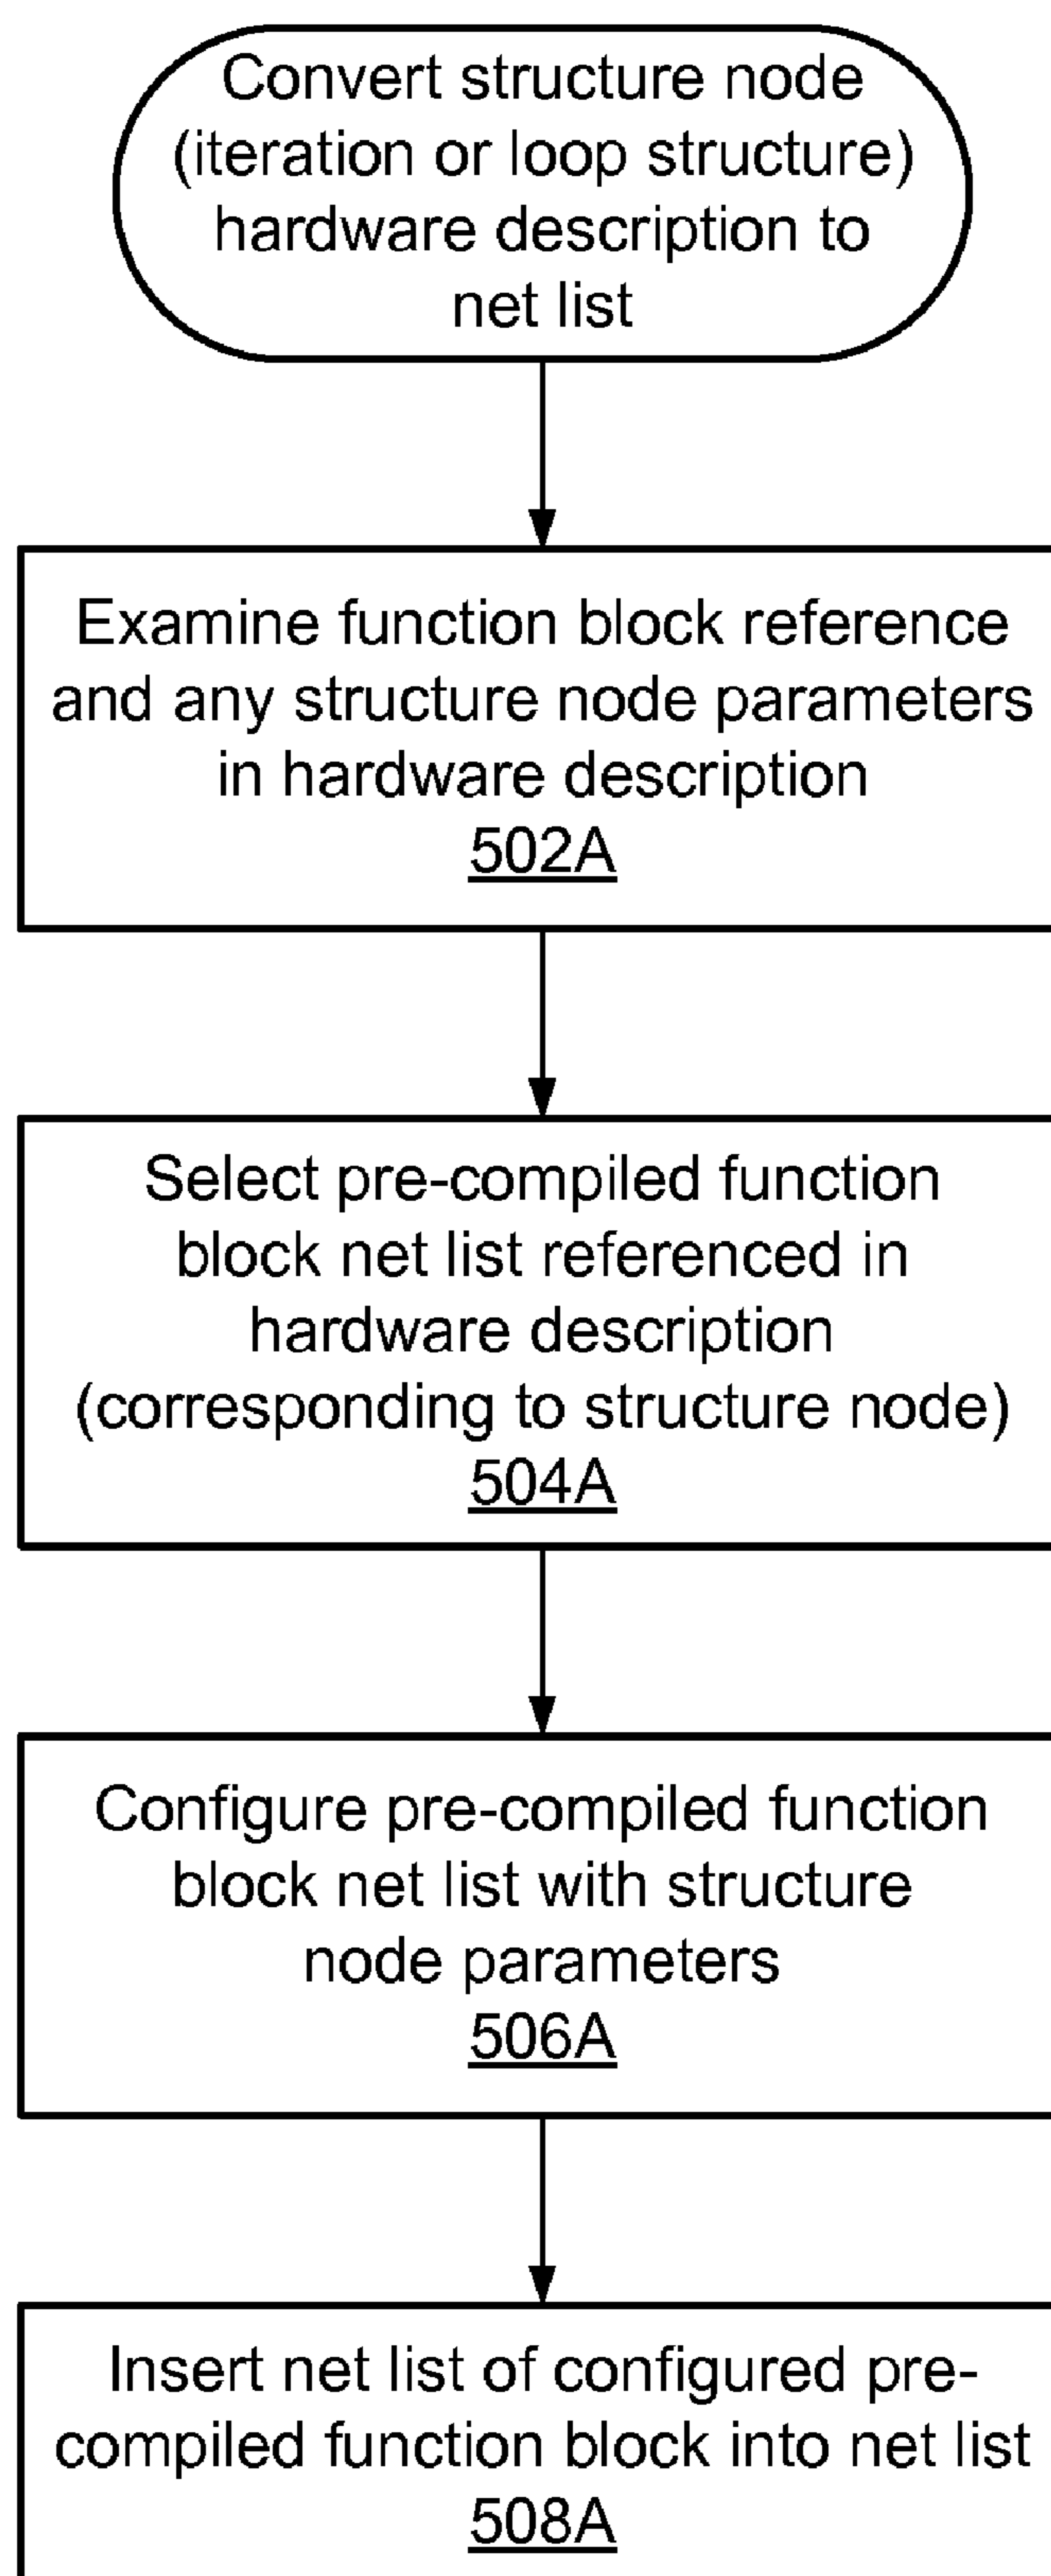 Convert structure node
(iteration or loop structure)
hardware description to
net list
Examine function block reference
and any structure node parameters
in hardware description
502A
Select pre-compiled function
block net list referenced in
hardware description
(corresponding to structure node)
504A
Configure pre-compiled function
block net list with structure
node parameters
506A
Insert net list of configured pre-
compiled function block into net list
508A